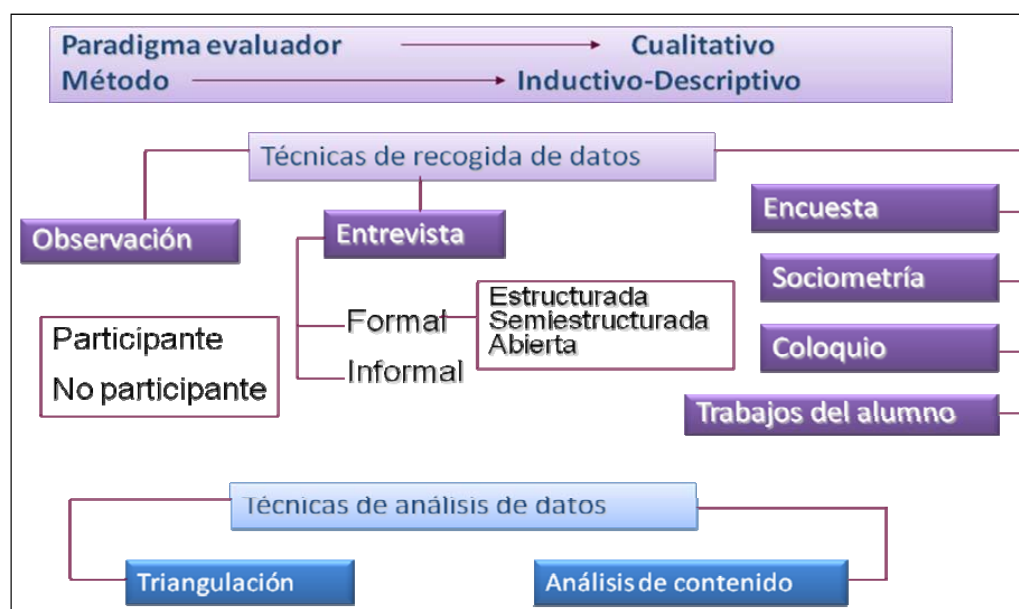 Paradigma evaluador Cualitativo
Método Inductivo-Descriptivo
Técnicas de recogida de datos
Observación
Participante
No participante
Entrevista
Formal
Informal
Estructurada
Semiestructurada
Abierta
Encuesta
Sociometría
Coloquio
Trabajos del alumno
Técnicas de análisis de datos
Triangulación
Análisis de contenido